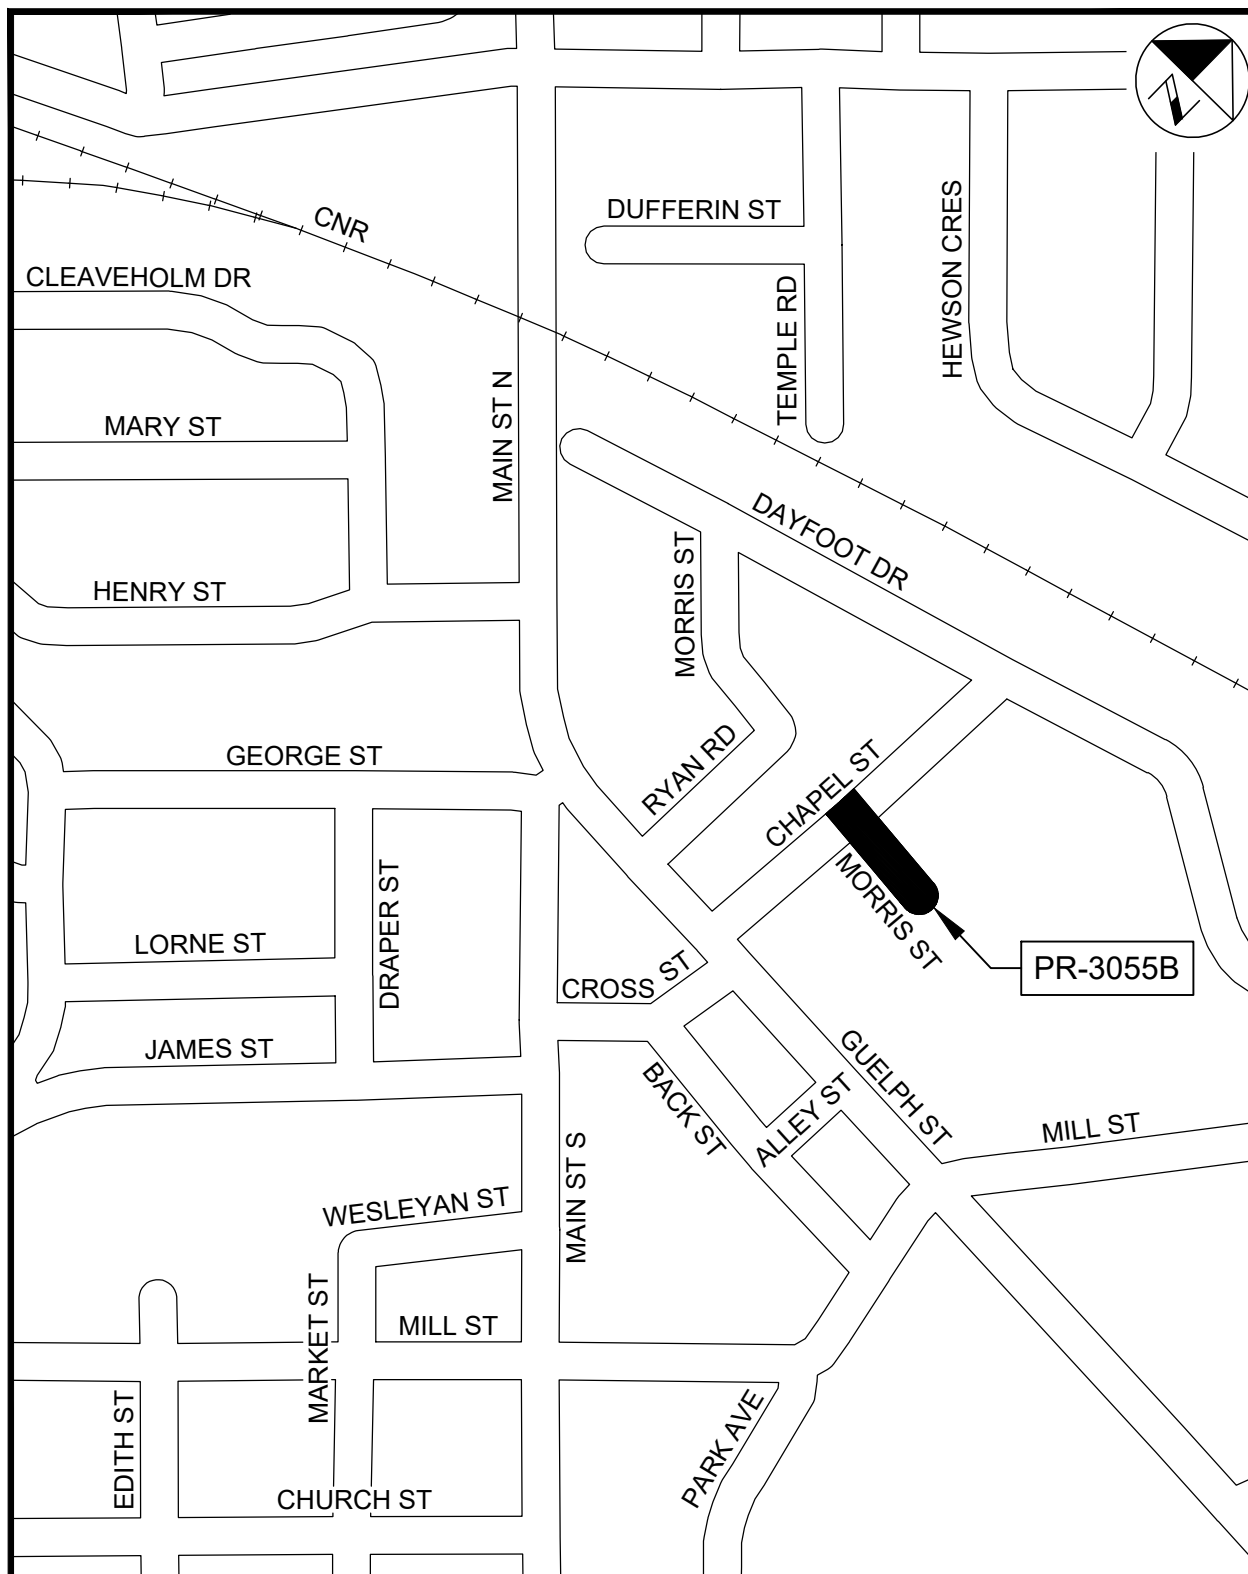 N
DUFFERIN ST
CNR
CLEAVEHOLM DR
HEWSON CRES
TEMPLE RD
MAIN ST N
MARY ST
DAYFOOT DR
MORRIS ST
HENRY ST
GEORGE ST
RYAN RD
CHAPEL ST
MORRIS ST
DRAPER ST
LORNE ST
CROSS ST
PR-3055B
JAMES ST
BACK ST
ALLEY ST
GUELPH ST
MILL ST
WESLEYAN ST
MAIN ST S
MARKET ST
MILL ST
EDITH ST
PARK AVE
CHURCH ST